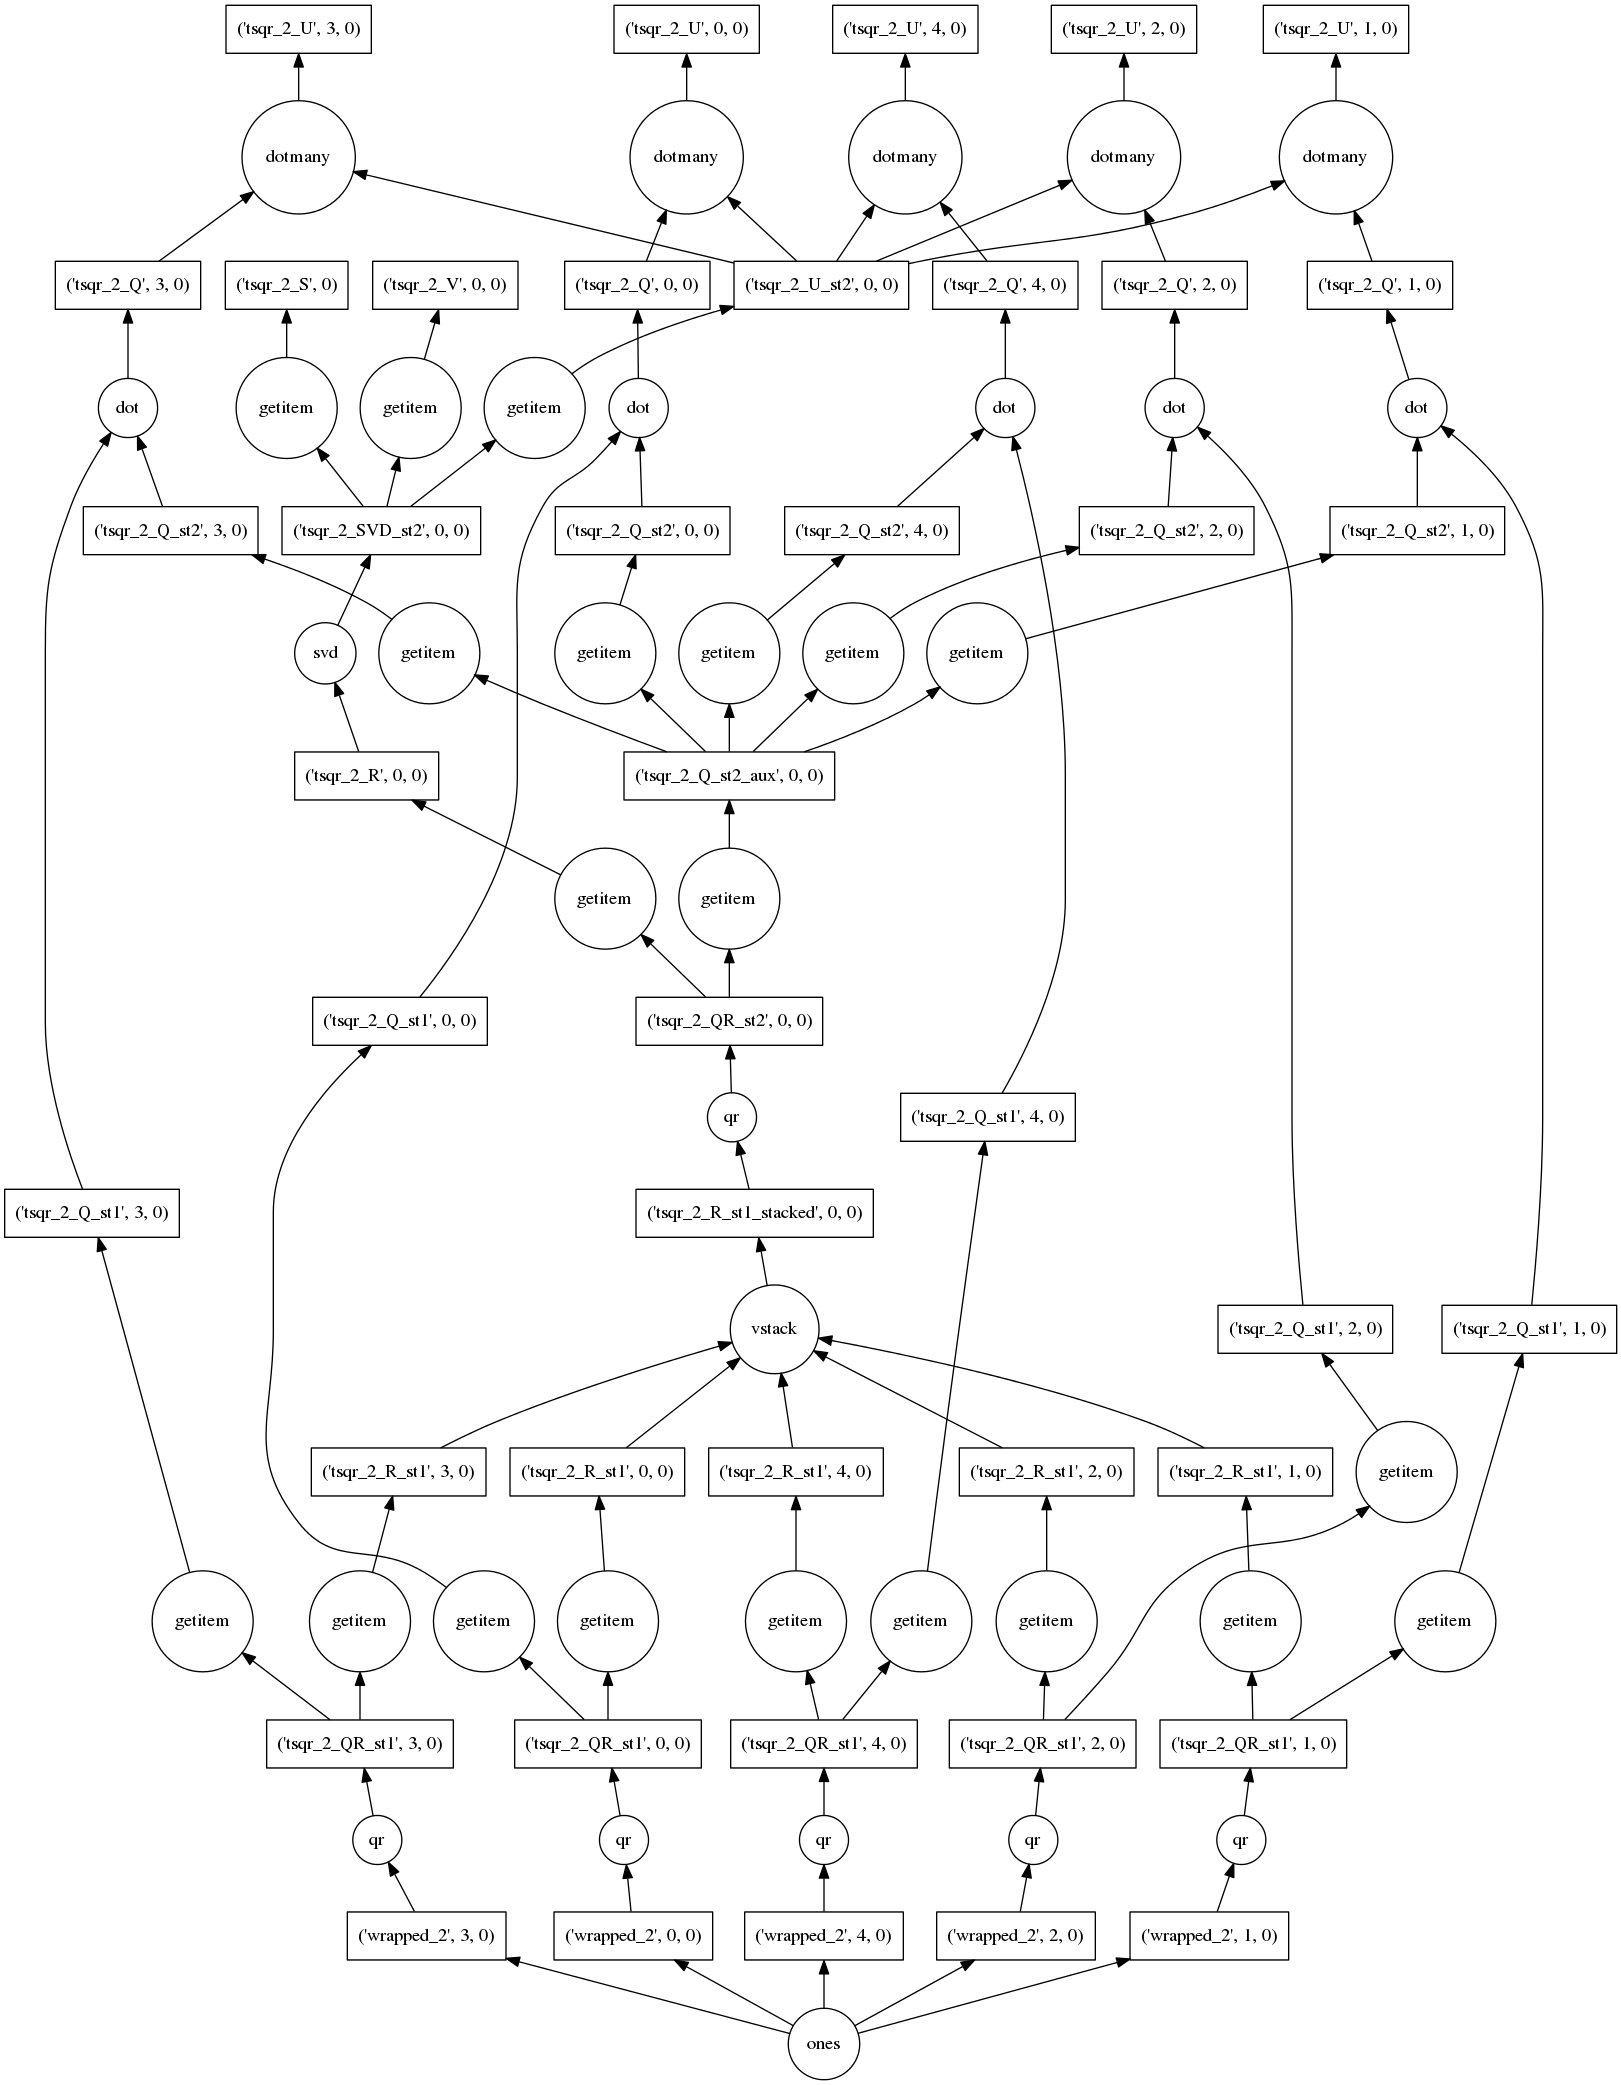 ('tsqr_2_U', 3, 0)
('tsqr_2_U', 0, 0)
('tsqr_2_U', 4, 0)
('tsqr_2_U', 2, 0)
('tsqr_2_U', 1, 0)
dotmany
dotmany
dotmany
dotmany
dotmany
('tsqr_2_Q', 3, 0)
('tsqr_2_S', 0)
('tsqr_2_V', 0, 0)
('tsqr_2_Q', 0, 0)
('tsqr_2_U_st2', 0, 0)
('tsqr_2_Q', 4, 0)
('tsqr_2_Q', 2, 0)
('tsqr_2_Q', 1, 0)
dot
getitem
getitem
getitem
dot
dot
dot
dot
('tsqr_2_Q_st2', 3, 0)
('tsqr_2_SVD_st2', 0, 0)
('tsqr_2_Q_st2', 0, 0)
('tsqr_2_Q_st2', 4, 0)
('tsqr_2_Q_st2', 2, 0)
('tsqr_2_Q_st2', 1, 0)
svd
getitem
getitem
getitem
getitem
getitem
('tsqr_2_R', 0, 0)
('tsqr_2_Q_st2_aux', 0, 0)
getitem
getitem
('tsqr_2_Q_st1', 0, 0)
('tsqr_2_QR_st2', 0, 0)
qr
('tsqr_2_Q_st1', 4, 0)
('tsqr_2_Q_st1', 3, 0)
('tsqr_2_R_st1_stacked', 0, 0)
vstack
('tsqr_2_Q_st1', 2, 0)
('tsqr_2_Q_st1', 1, 0)
('tsqr_2_R_st1', 3, 0)
('tsqr_2_R_st1', 0, 0)
('tsqr_2_R_st1', 4, 0)
('tsqr_2_R_st1', 2, 0)
('tsqr_2_R_st1', 1, 0)
getitem
getitem
getitem
getitem
getitem
getitem
getitem
getitem
getitem
getitem
('tsqr_2_QR_st1', 3, 0)
('tsqr_2_QR_st1', 0, 0)
('tsqr_2_QR_st1', 4, 0)
('tsqr_2_QR_st1', 2, 0)
('tsqr_2_QR_st1', 1, 0)
qr
qr
qr
qr
qr
('wrapped_2', 3, 0)
('wrapped_2', 0, 0)
('wrapped_2', 4, 0)
('wrapped_2', 2, 0)
('wrapped_2', 1, 0)
ones